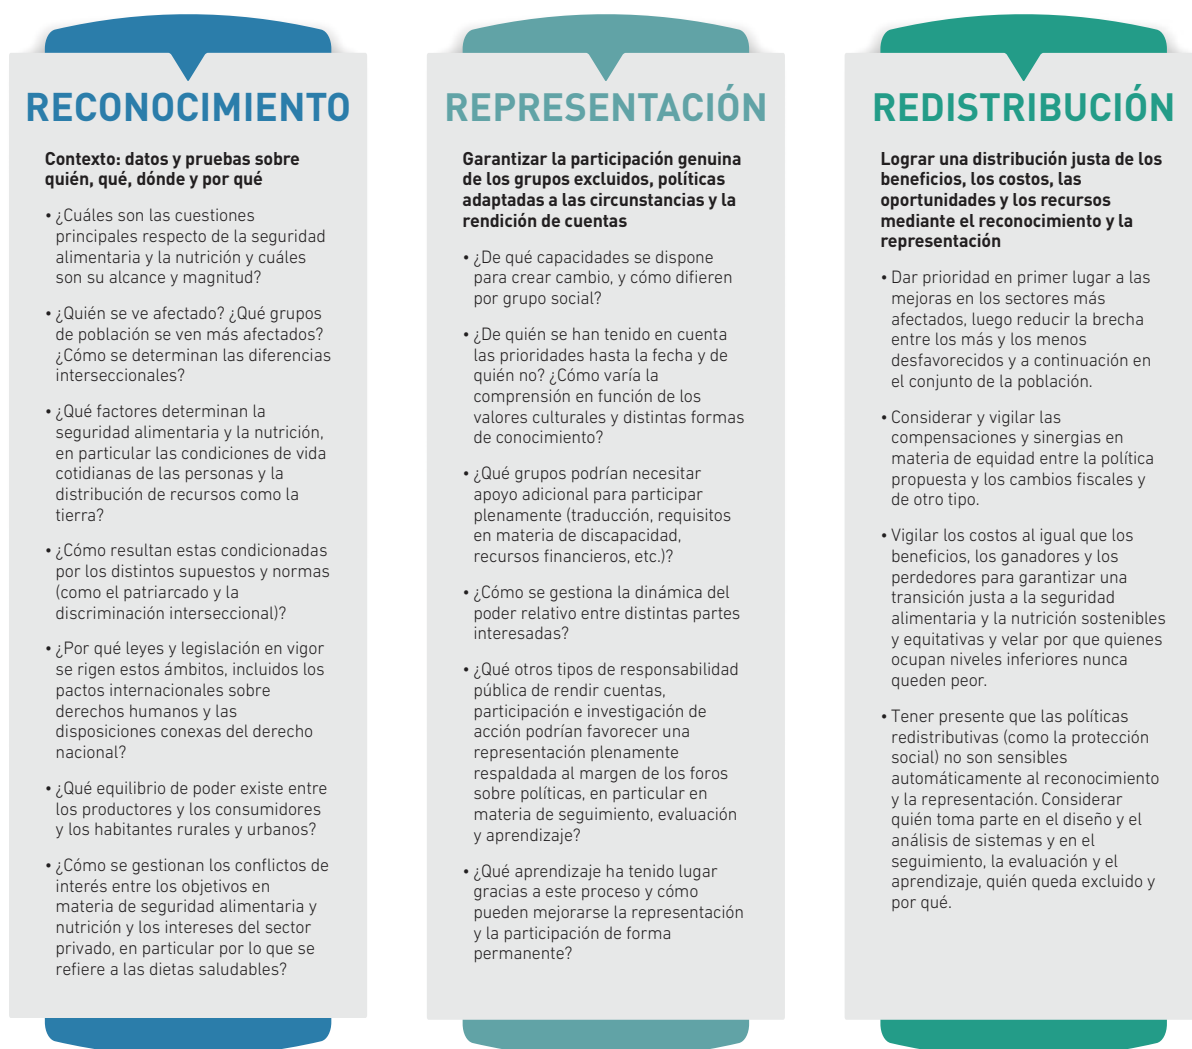 RECONOCIMIENTO
Contexto: datos y pruebas sobre
quién, qué, dónde y por qué
• ¿Cuáles son las cuestiones
principales respecto de la seguridad
alimentaria y la nutrición y cuáles
son su alcance y magnitud?
• ¿Quién se ve afectado? ¿Qué grupos
de población se ven más afectados?
¿Cómo se determinan las diferencias
interseccionales?
• ¿Qué factores determinan la
seguridad alimentaria y la nutrición,
en particular las condiciones de vida
cotidianas de las personas y la
distribución de recursos como la
tierra?
• ¿Cómo resultan estas condicionadas
por los distintos supuestos y normas
(como el patriarcado y la
discriminación interseccional)?
• ¿Por qué leyes y legislación en vigor
se rigen estos ámbitos, incluidos los
pactos internacionales sobre
derechos humanos y las
disposiciones conexas del derecho
nacional?
• ¿Qué equilibrio de poder existe entre
los productores y los consumidores
y los habitantes rurales y urbanos?
• ¿Cómo se gestionan los conflictos de
interés entre los objetivos en
materia de seguridad alimentaria y
nutrición y los intereses del sector
privado, en particular por lo que se
refiere a las dietas saludables?
REPRESENTACIÓN
Garantizar la participación genuina
de los grupos excluidos, políticas
adaptadas a las circunstancias y la
rendición de cuentas
• ¿De qué capacidades se dispone
para crear cambio, y cómo difieren
por grupo social?
• ¿De quién se han tenido en cuenta
las prioridades hasta la fecha y de
quién no? ¿Cómo varía la
comprensión en función de los
valores culturales y distintas formas
de conocimiento?
• ¿Qué grupos podrían necesitar
apoyo adicional para participar
plenamente (traducción, requisitos
en materia de discapacidad,
recursos financieros, etc.)?
• ¿Cómo se gestiona la dinámica del
poder relativo entre distintas partes
interesadas?
• ¿Qué otros tipos de responsabilidad
pública de rendir cuentas,
participación e investigación de
acción podrían favorecer una
representación plenamente
respaldada al margen de los foros
sobre políticas, en particular en
materia de seguimiento, evaluación
y aprendizaje?
• ¿Qué aprendizaje ha tenido lugar
gracias a este proceso y cómo
pueden mejorarse la representación
y la participación de forma
permanente?
REDISTRIBUCIÓN
Lograr una distribución justa de los
beneficios, los costos, las
oportunidades y los recursos
mediante el reconocimiento y la
representación
• Dar prioridad en primer lugar a las
mejoras en los sectores más
afectados, luego reducir la brecha
entre los más y los menos
desfavorecidos y a continuación en
el conjunto de la población.
• Considerar y vigilar las
compensaciones y sinergias en
materia de equidad entre la política
propuesta y los cambios fiscales y
de otro tipo.
• Vigilar los costos al igual que los
beneficios, los ganadores y los
perdedores para garantizar una
transición justa a la seguridad
alimentaria y la nutrición sostenibles
y equitativas y velar por que quienes
ocupan niveles inferiores nunca
queden peor.
• Tener presente que las políticas
redistributivas (como la protección
social) no son sensibles
automáticamente al reconocimiento
y la representación. Considerar
quién toma parte en el diseño y el
análisis de sistemas y en el
seguimiento, la evaluación y el
aprendizaje, quién queda excluido y
por qué.